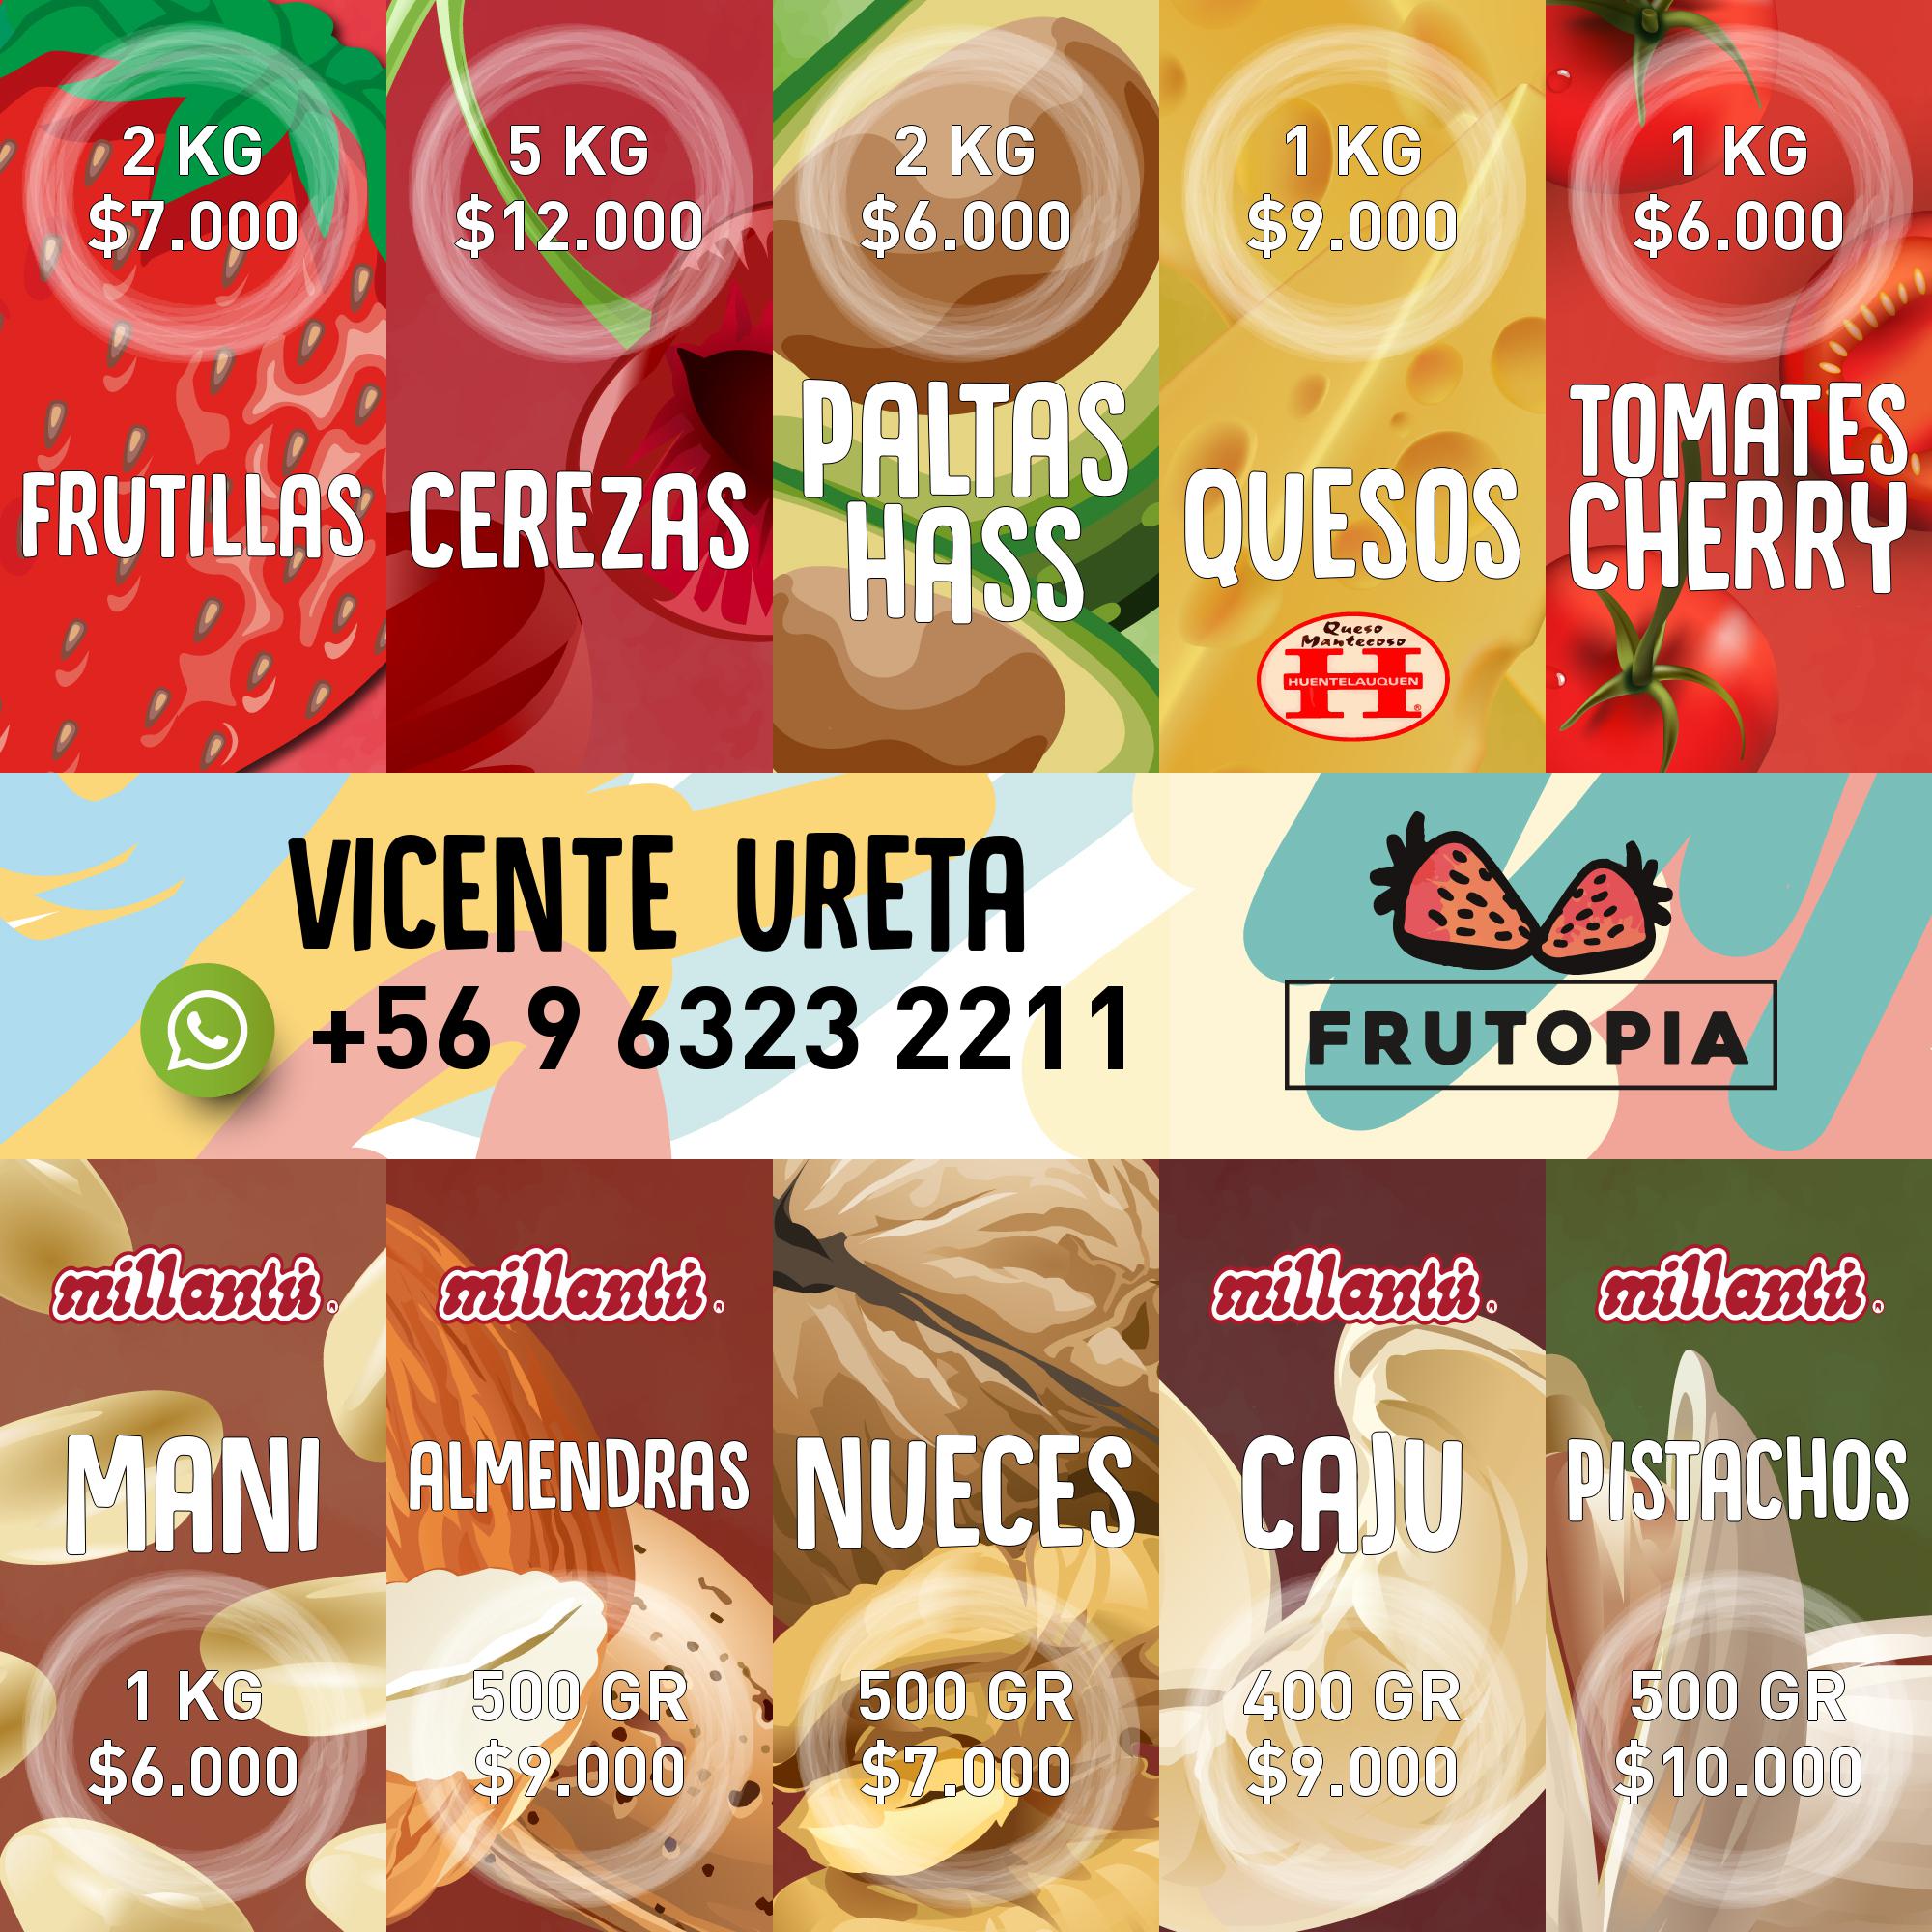 2 KG
$7.000
FRUTILLAS
5 KG
$12.000
CEREZAS
2 KG
$6.000
PALTAS
HASS
1 KG
$9.000
QUESOS
Queso
Mantecoso
H
HUENTELAUQUEN
®
1 KG
$6.000
TOMATES
CHERRY
VICENTE URETA
+56 9 6323 2211
FRUTOPIA
millantú®
MANI
1 KG
$6.000
millantú®
ALMENDRAS
500 GR
$9.000
NUECES
500 GR
$7.000
millantú®
CAJU
400 GR
$9.000
millantú®
PISTACHOS
500 GR
$10.000